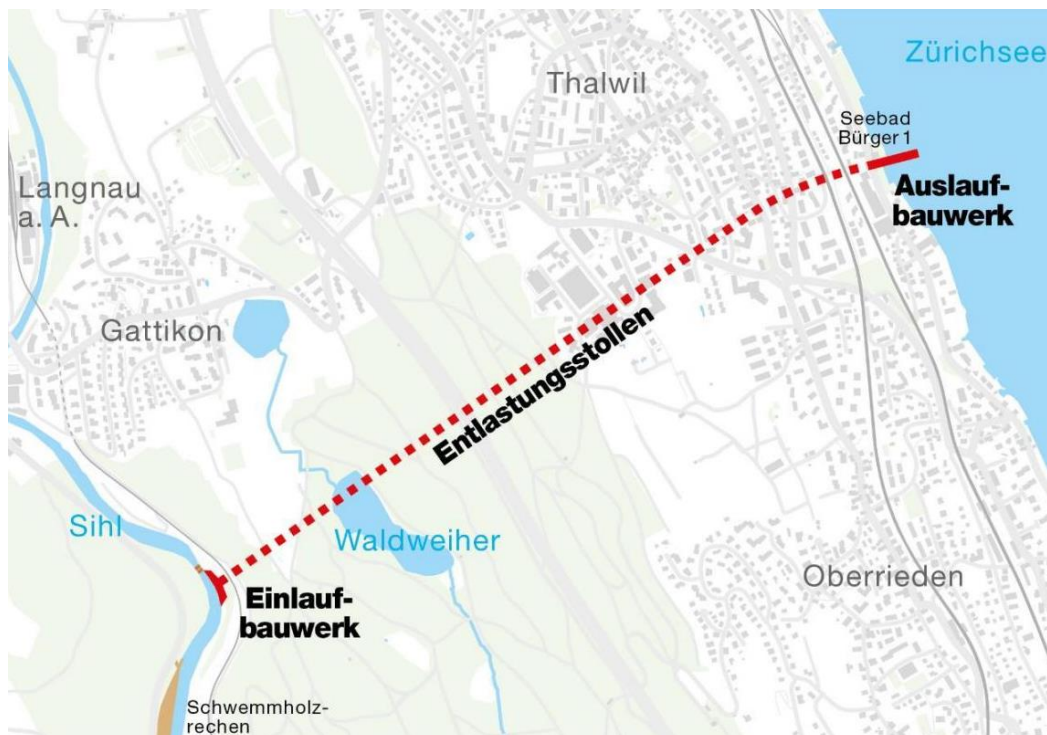 Zürichsee
Thalwil
Seebad
Bürger 1
Langnau
a. A.
Auslauf-
bauwerk
Gattikon
Entlastungsstollen
Sihl
Waldweiher
Einlauf-
bauwerk
Oberrieden
Schwemmholz-
rechen